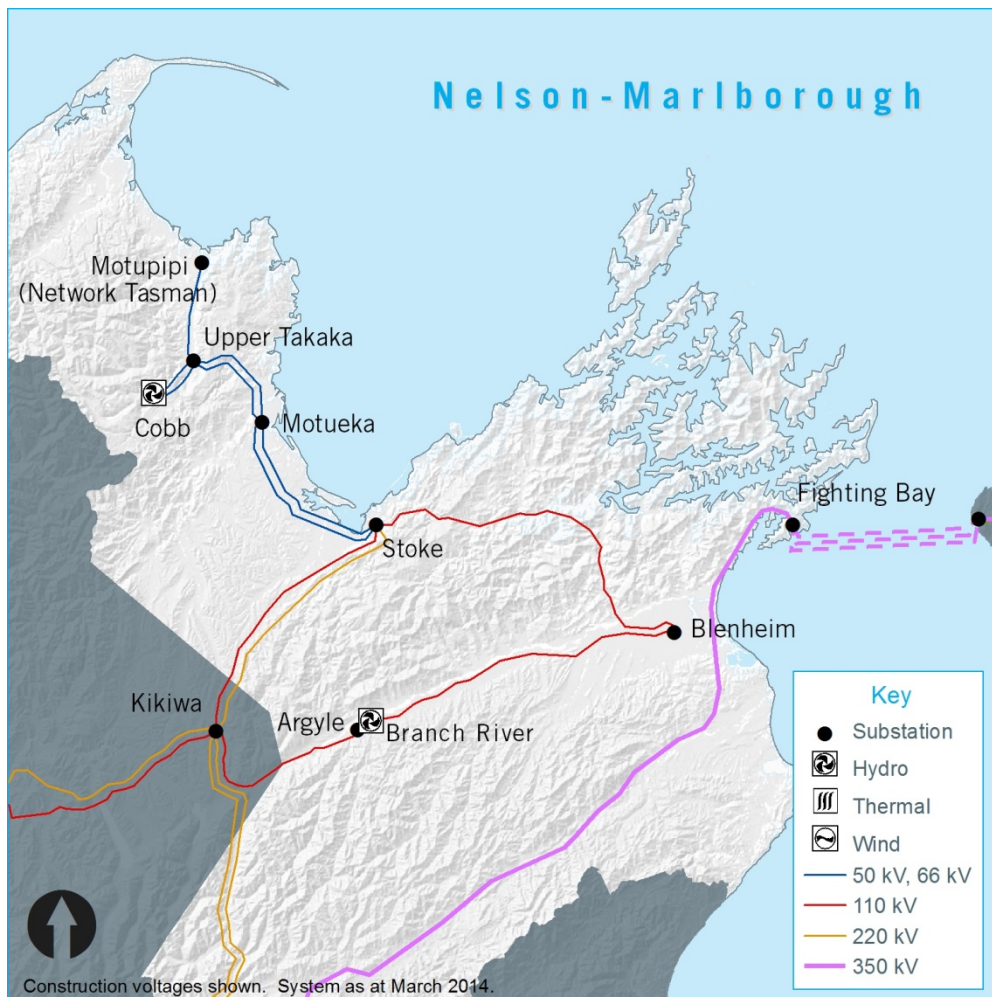 Nelson-Marlborough
Motupipi
(Network Tasman)
Upper Takaka
Cobb
Motueka
Fighting Bay
Stoke
Blenheim
Kikiwa
Argyle
Branch River
Key
Substation
Hydro
Thermal
Wind
50 kV, 66 kV
110 kV
220 kV
350 kV
Construction voltages shown. System as at March 2014.